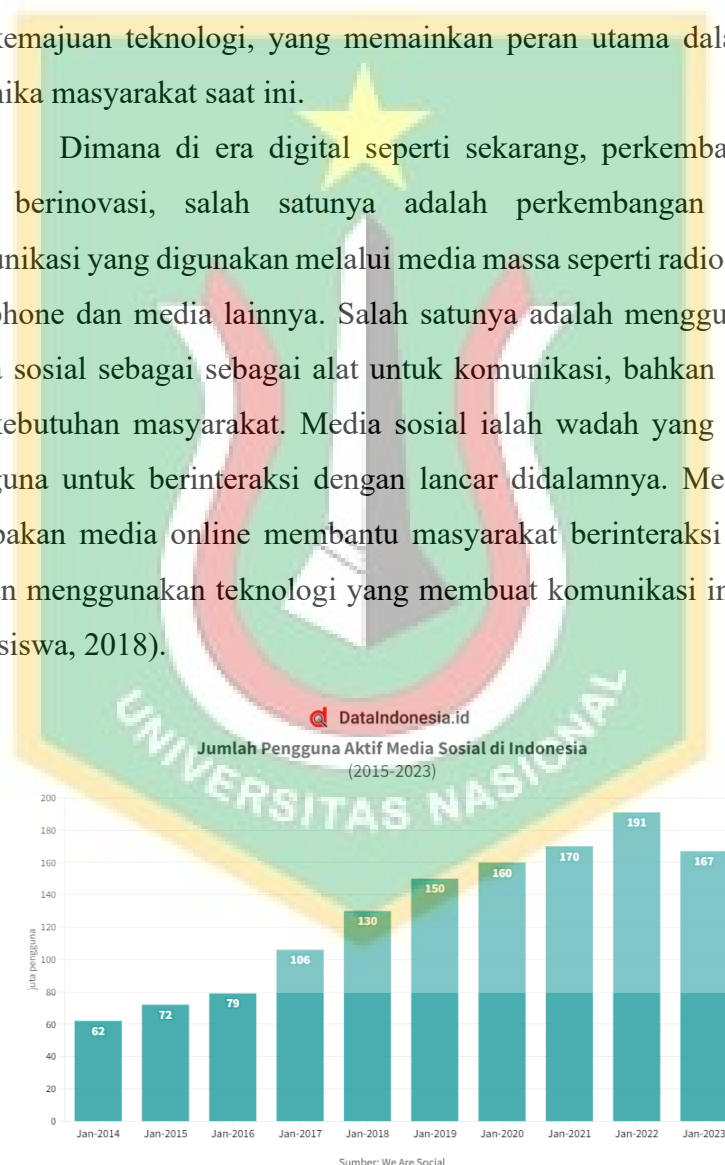 kemajuan teknologi, yang memainkan peran utama dala
nika masyarakat saat ini.
Dimana di era digital seperti sekarang, perkemba
berinovasi, salah satunya adalah perkembangan
unikasi yang digunakan melalui media massa seperti radio
phone dan media lainnya. Salah satunya adalah menggu
a sosial sebagai sebagai alat untuk komunikasi, bahkan
kebutuhan masyarakat. Media sosial ialah wadah yang
guna untuk berinteraksi dengan lancar didalamnya. Me
pakan media online membantu masyarakat berinteraksi
an menggunakan teknologi yang membuat komunikasi in
siswa, 2018).
UNIVERSITAS NASIONAL
DataIndonesia.id
Jumlah Pengguna Aktif Media Sosial di Indonesia
(2015-2023)
juta pengguna
200
180
160
140
120
100
80
60
40
20
0
62 72 79 106 130 150 160 170 191 167
Jan-2014 Jan-2015 Jan-2016 Jan-2017 Jan-2018 Jan-2019 Jan-2020 Jan-2021 Jan-2022 Jan-2023
Sumber: We Are Social